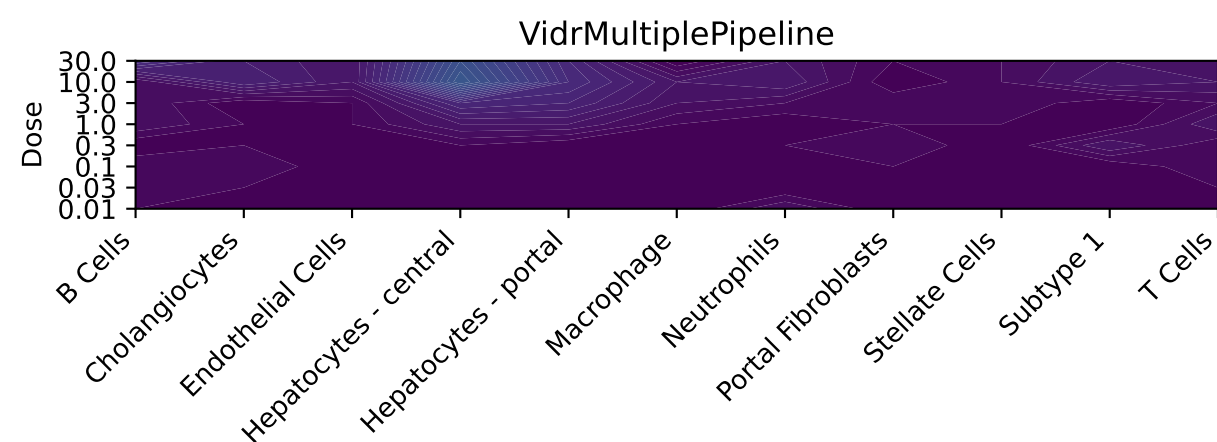 VidrMultiplePipeline
Dose
30.0
10.0
3.0
1.0
0.3
0.1
0.03
0.01
B Cells
Cholangiocytes
Endothelial Cells
Hepatocytes - central
Hepatocytes - portal
Macrophage
Neutrophils
Portal Fibroblasts
Stellate Cells
Subtype 1
T Cells